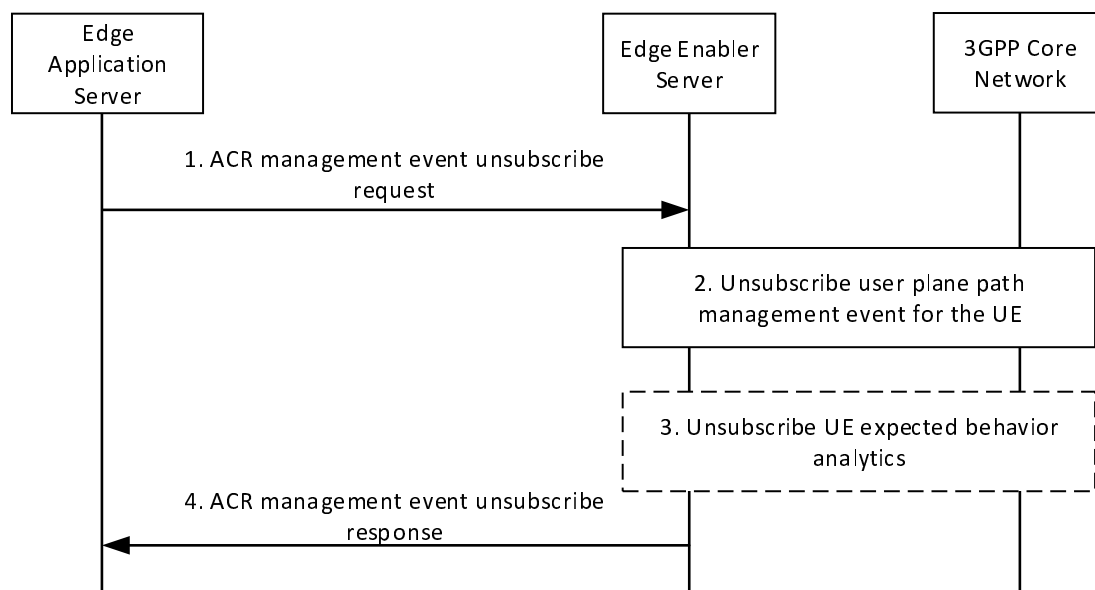 Edge
Application
Server
Edge Enabler
Server
3GPP Core
Network
1. ACR management event unsubscribe
request
2. Unsubscribe user plane path
management event for the UE
3. Unsubscribe UE expected behavior
analytics
4. ACR management event unsubscribe
response